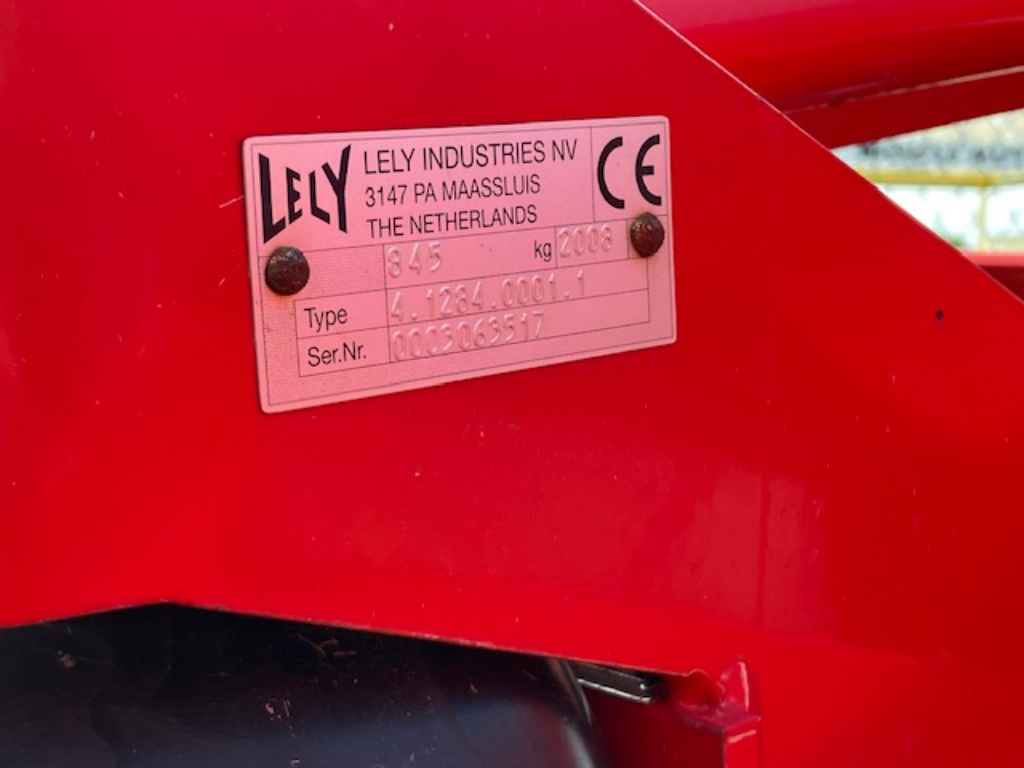 LELY LELY INDUSTRIES NV CE
3147 PA MAASSLUIS
THE NETHERLANDS
845 kg 2008
Type 4.1284.0001.1
Ser.Nr. 0003063517